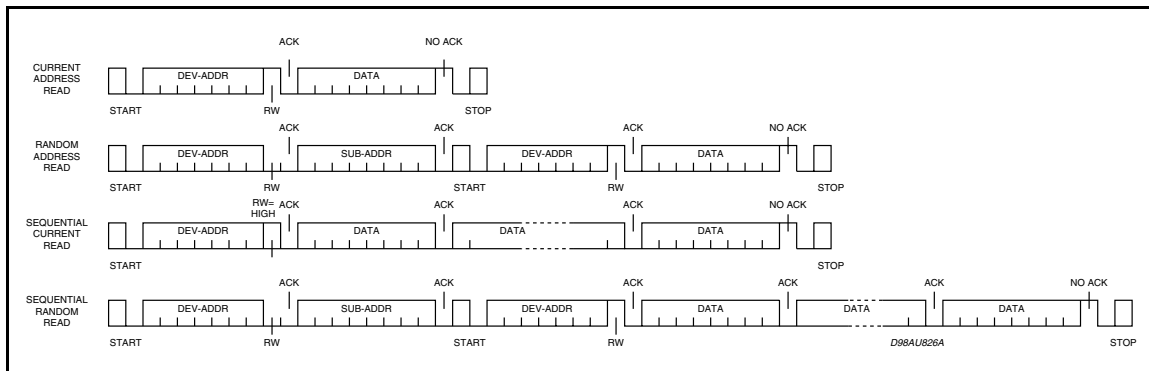 ACK NO ACK
CURRENT
ADDRESS
READ
DEV-ADDR DATA
START RW STOP
ACK ACK ACK NO ACK
RANDOM
ADDRESS
READ
DEV-ADDR SUB-ADDR DEV-ADDR DATA
START RW START RW STOP
RW=
HIGH
ACK ACK ACK NO ACK
SEQUENTIAL
CURRENT
READ
DEV-ADDR DATA DATA DATA
START STOP
ACK ACK ACK ACK ACK NO ACK
SEQUENTIAL
RANDOM
READ
DEV-ADDR SUB-ADDR DEV-ADDR DATA DATA DATA
START RW START RW D98AU826A STOP